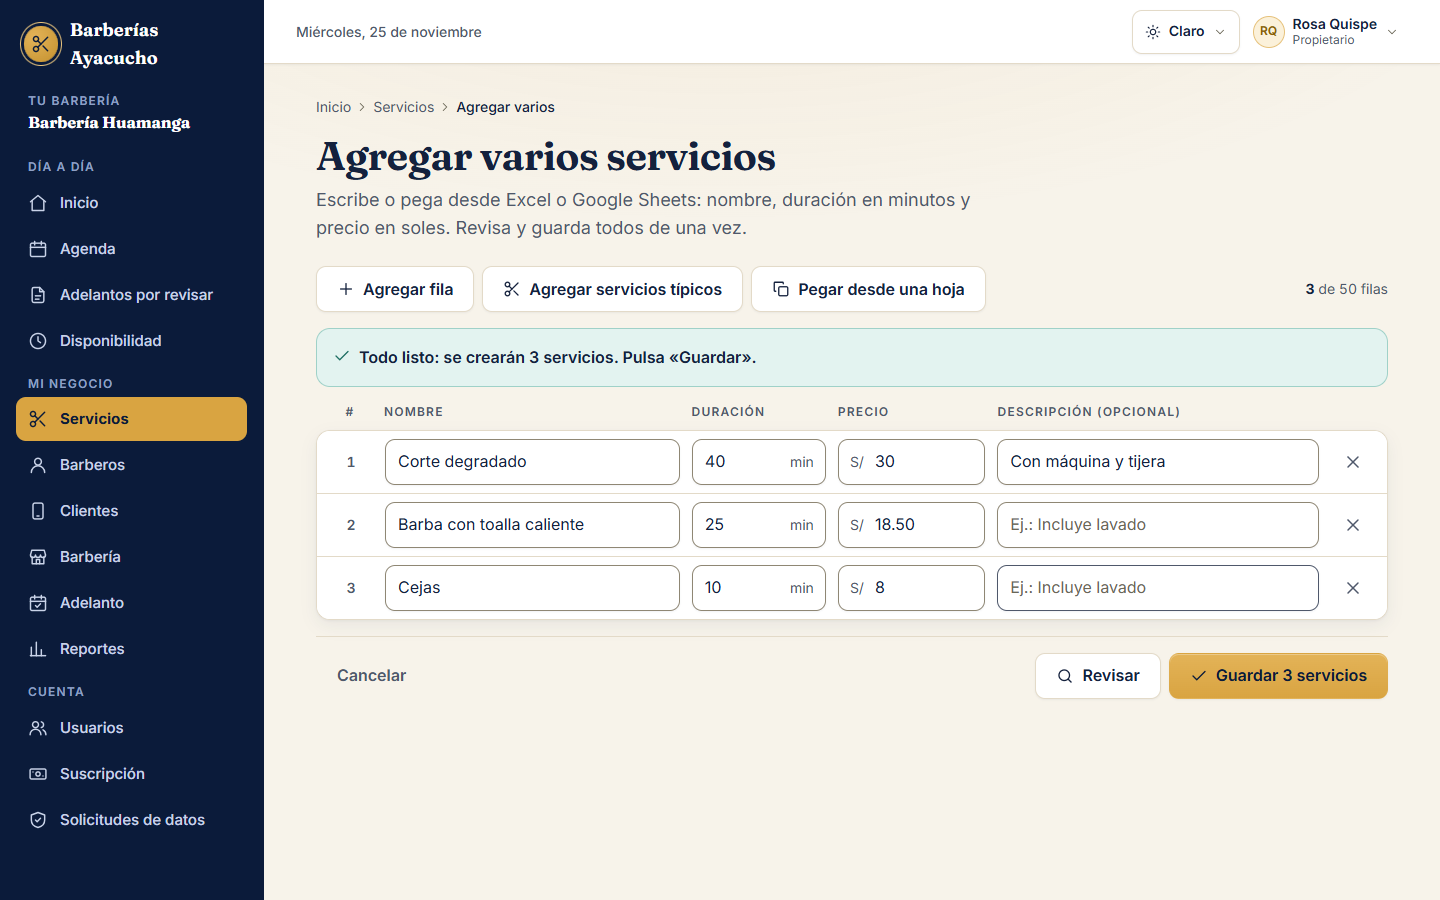 Barberías
Ayacucho
TU BARBERÍA
Barbería Huamanga
DÍA A DÍA
Inicio
Agenda
Adelantos por revisar
Disponibilidad
MI NEGOCIO
Servicios
Barberos
Clientes
Barbería
Adelanto
Reportes
CUENTA
Usuarios
Suscripción
Solicitudes de datos
Miércoles, 25 de noviembre
Claro
RQ
Rosa Quispe
Propietario
Inicio > Servicios > Agregar varios
Agregar varios servicios
Escribe o pega desde Excel o Google Sheets: nombre, duración en minutos y
precio en soles. Revisa y guarda todos de una vez.
Agregar fila
Agregar servicios típicos
Pegar desde una hoja
3 de 50 filas
Todo listo: se crearán 3 servicios. Pulsa «Guardar».
# NOMBRE DURACIÓN PRECIO DESCRIPCIÓN (OPCIONAL)
1 Corte degradado 40 min S/ 30 Con máquina y tijera
2 Barba con toalla caliente 25 min S/ 18.50 Ej.: Incluye lavado
3 Cejas 10 min S/ 8 Ej.: Incluye lavado
Cancelar
Revisar
Guardar 3 servicios